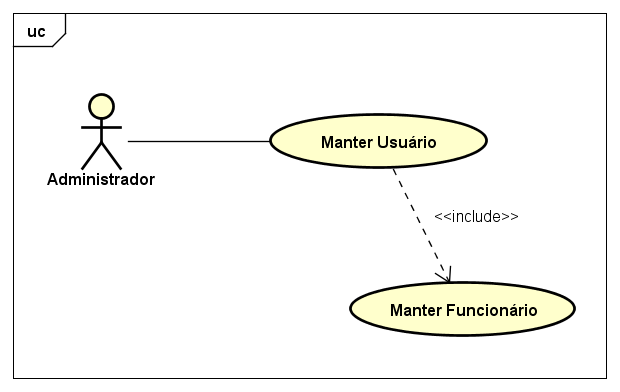 uc
Manter Usuário
Administrador
<<include>>
Manter Funcionário